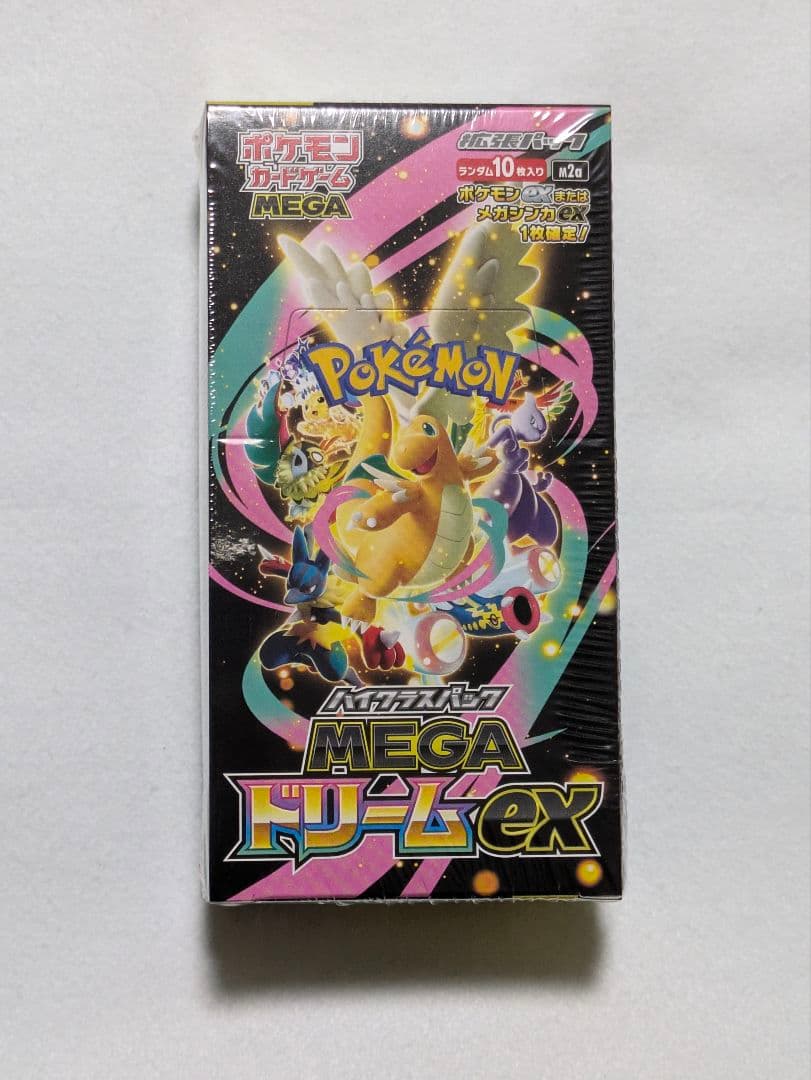 ポケモン
カードゲーム
MEGA
拡張パック
ランダム10枚入り
M2a
ポケモンexまたは
メガシンカex
1枚確定!
POKÉMON
ハイクラスパック
MEGA
ドリームex